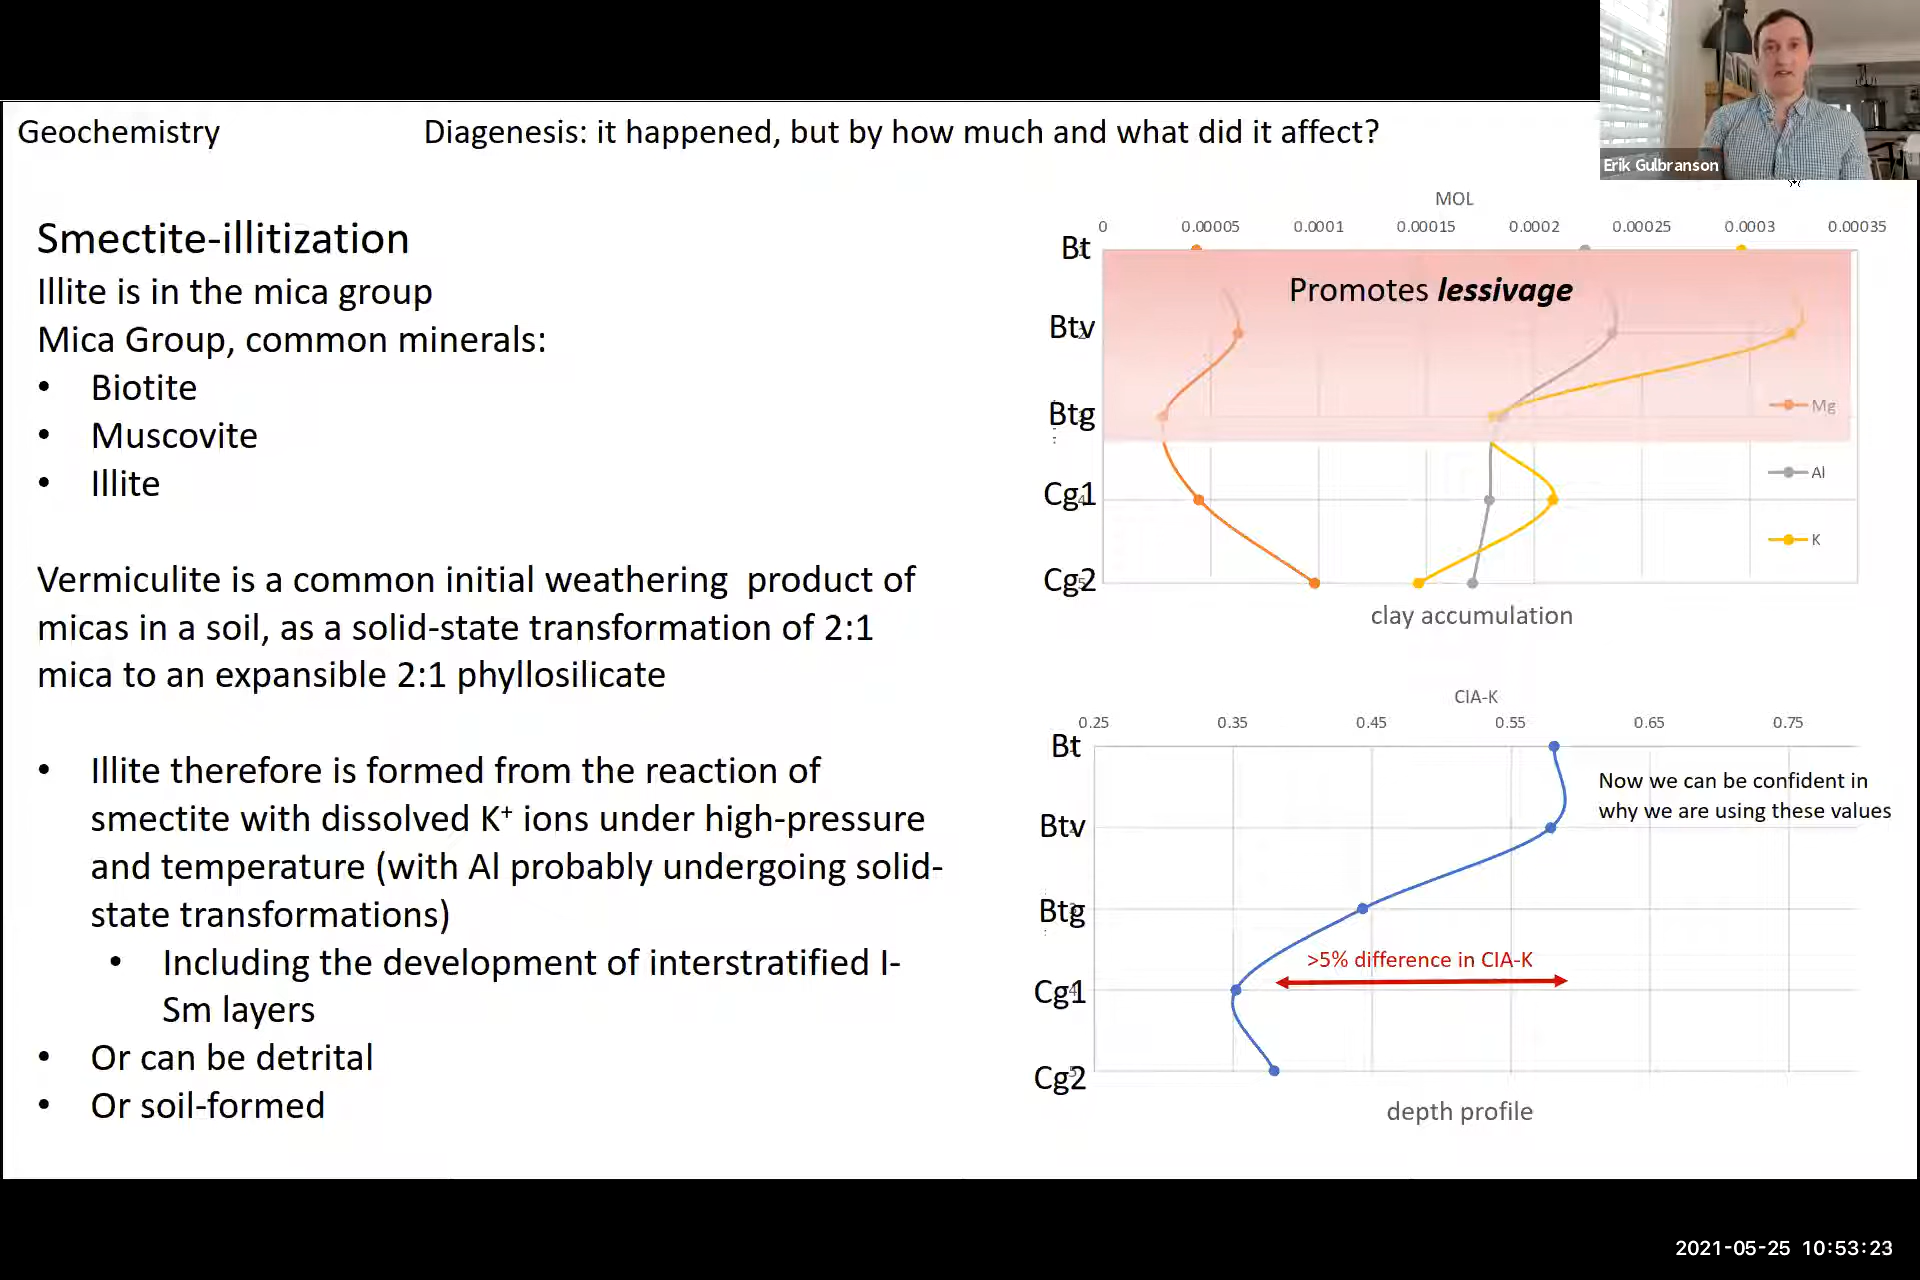 Geochemistry
Diagenesis: it happened, but by how much and what did it affect?
Erik Gulbranson
Smectite-illitization
Illite is in the mica group
Mica Group, common minerals:
• Biotite
• Muscovite
• Illite
Vermiculite is a common initial weathering product of
micas in a soil, as a solid-state transformation of 2:1
mica to an expansible 2:1 phyllosilicate
• Illite therefore is formed from the reaction of
smectite with dissolved K⁺ ions under high-pressure
and temperature (with Al probably undergoing solid-
state transformations)
• Including the development of interstratified I-
Sm layers
• Or can be detrital
• Or soil-formed
MOL
0 0.00005 0.0001 0.00015 0.0002 0.00025 0.0003 0.00035
Bt
Promotes lessivage
Btv
Btg
Mg
Al
Cg1
K
Cg2
clay accumulation
CIA-K
0.25 0.35 0.45 0.55 0.65 0.75
Bt
Now we can be confident in
why we are using these values
Btv
Btg
>5% difference in CIA-K
Cg1
Cg2
depth profile
2021-05-25 10:53:23